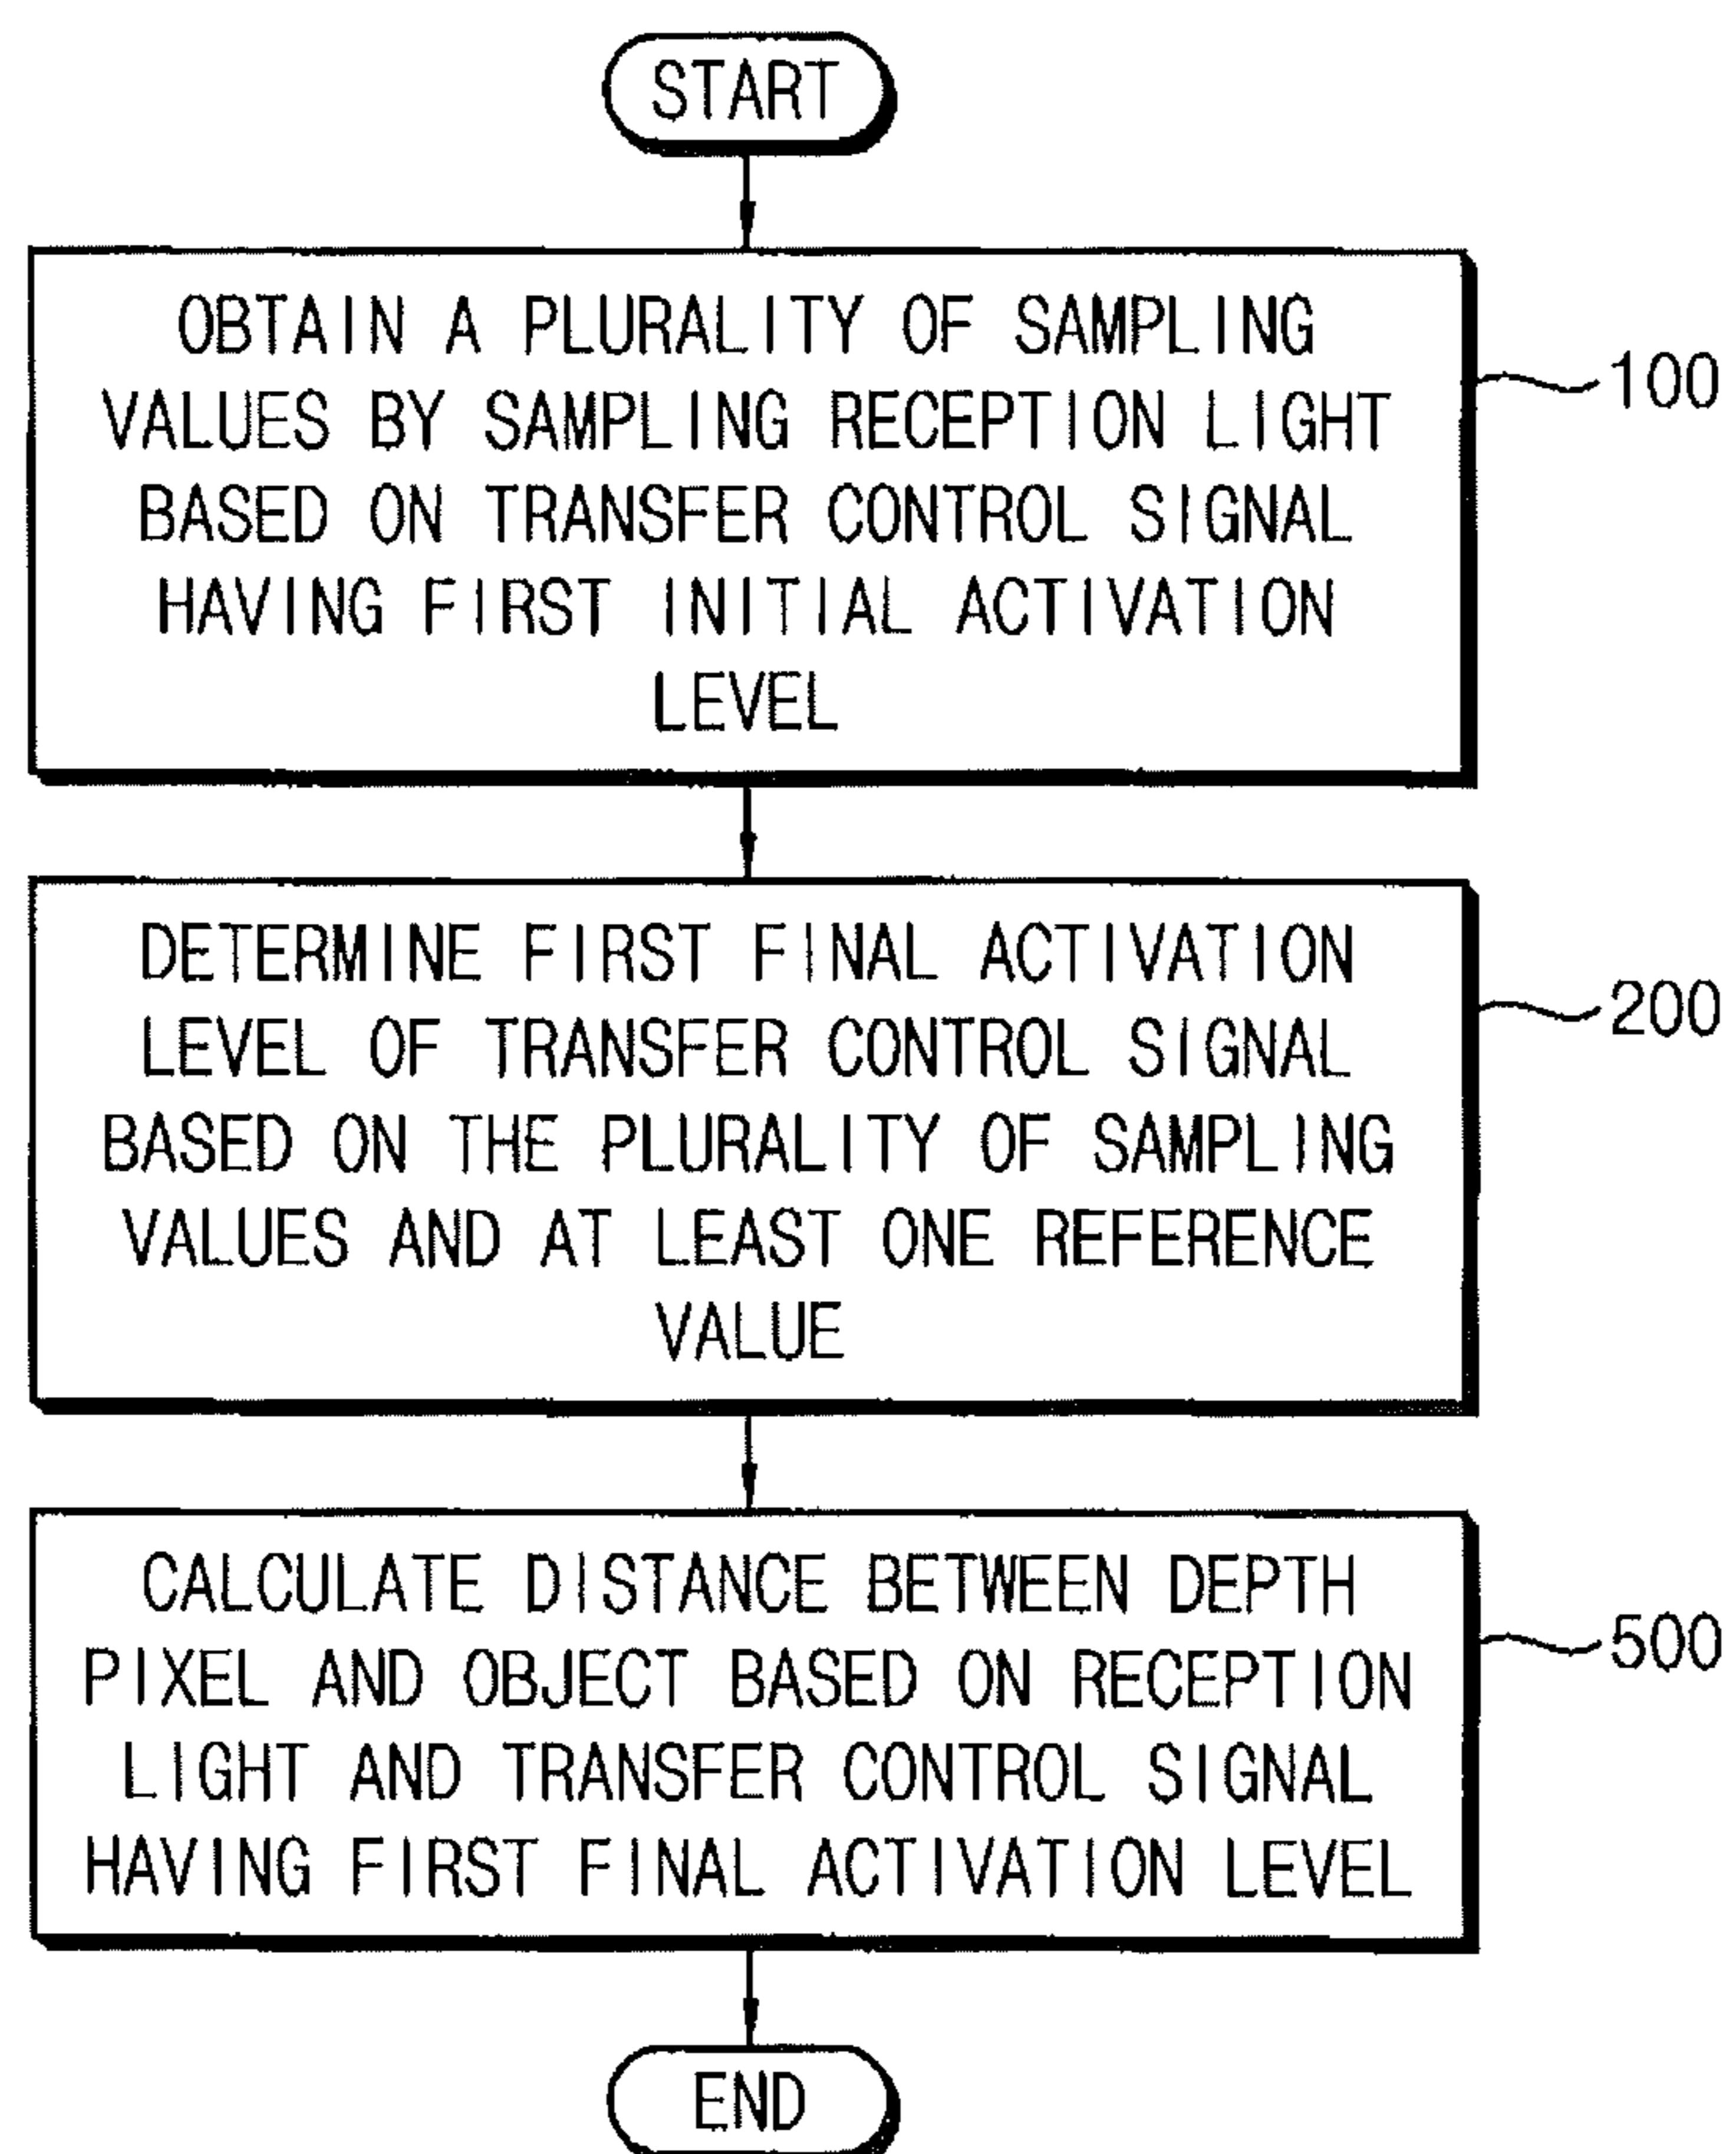 START
OBTAIN A PLURALITY OF SAMPLING
VALUES BY SAMPLING RECEPTION LIGHT
BASED ON TRANSFER CONTROL SIGNAL
HAVING FIRST INITIAL ACTIVATION
LEVEL
100
DETERMINE FIRST FINAL ACTIVATION
LEVEL OF TRANSFER CONTROL SIGNAL
BASED ON THE PLURALITY OF SAMPLING
VALUES AND AT LEAST ONE REFERENCE
VALUE
200
CALCULATE DISTANCE BETWEEN DEPTH
PIXEL AND OBJECT BASED ON RECEPTION
LIGHT AND TRANSFER CONTROL SIGNAL
HAVING FIRST FINAL ACTIVATION LEVEL
500
END